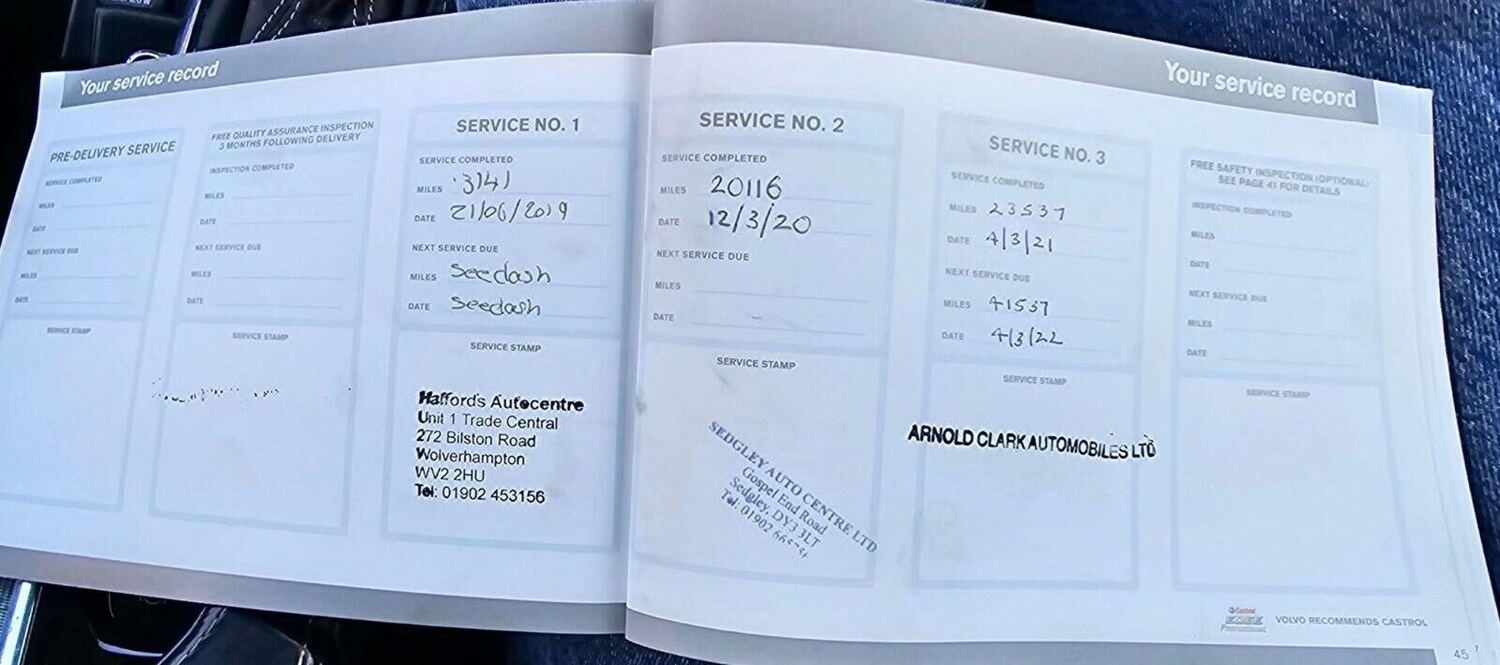 Your service record
PRE-DELIVERY SERVICE
SERVICE COMPLETED
MILES
DATE
NEXT SERVICE DUE
MILES
DATE
SERVICE STAMP
FREE QUALITY ASSURANCE INSPECTION
3 MONTHS FOLLOWING DELIVERY
INSPECTION COMPLETED
MILES
DATE
NEXT SERVICE DUE
MILES
DATE
SERVICE STAMP
SERVICE NO. 1
SERVICE COMPLETED
MILES 3141
DATE 21/06/2019
NEXT SERVICE DUE
MILES Seedash
DATE Seedash
SERVICE STAMP
Halfords Autocentre
Unit 1 Trade Central
272 Bilston Road
Wolverhampton
WV2 2HU
Tel: 01902 453156
Your service record
SERVICE NO. 2
SERVICE COMPLETED
MILES 20116
DATE 12/3/20
NEXT SERVICE DUE
MILES
DATE -
SERVICE STAMP
SEDGLEY AUTO CENTRE LTD
Gospel End Road
Sedgley, DY3 3LT
Tel: 01902
SERVICE NO. 3
SERVICE COMPLETED
MILES 23537
DATE 4/3/21
NEXT SERVICE DUE
MILES 41537
DATE 4/3/22
SERVICE STAMP
ARNOLD CLARK AUTOMOBILES LTD
FREE SAFETY INSPECTION (OPTIONAL)
SEE PAGE 41 FOR DETAILS
INSPECTION COMPLETED
MILES
DATE
NEXT SERVICE DUE
MILES
DATE
SERVICE STAMP
Castrol
EDGE
Professional
VOLVO RECOMMENDS CASTROL
45